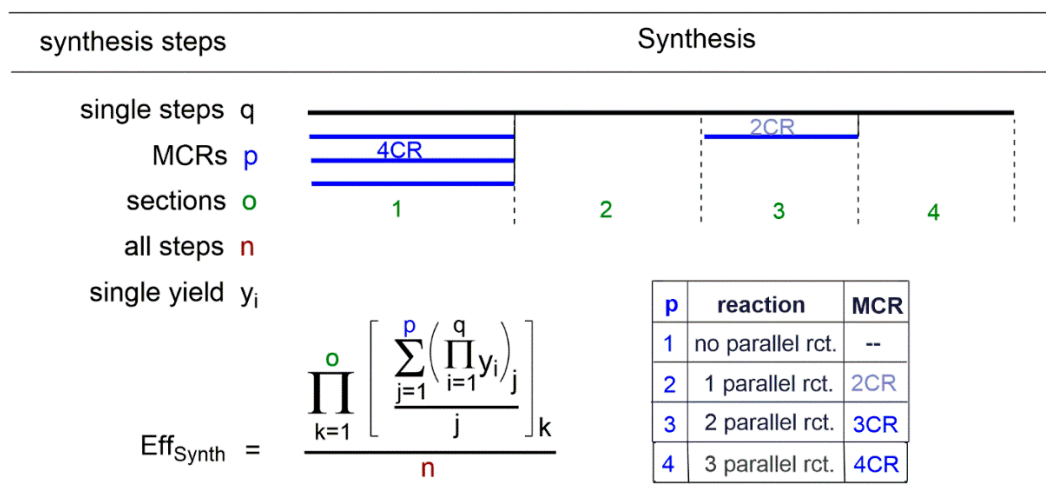 synthesis steps Synthesis
single steps q
2CR
MCRs p 4CR
sections o 1 2 3 4
all steps n
single yield yᵢ
p reaction MCR
1 no parallel rct. --
2 1 parallel rct. 2CR
3 2 parallel rct. 3CR
4 3 parallel rct. 4CR
o p q
Eff_Synth = ∏ [ ∑ ( ∏ yᵢ )ⱼ / j ]ₖ / n
k=1 j=1 i=1